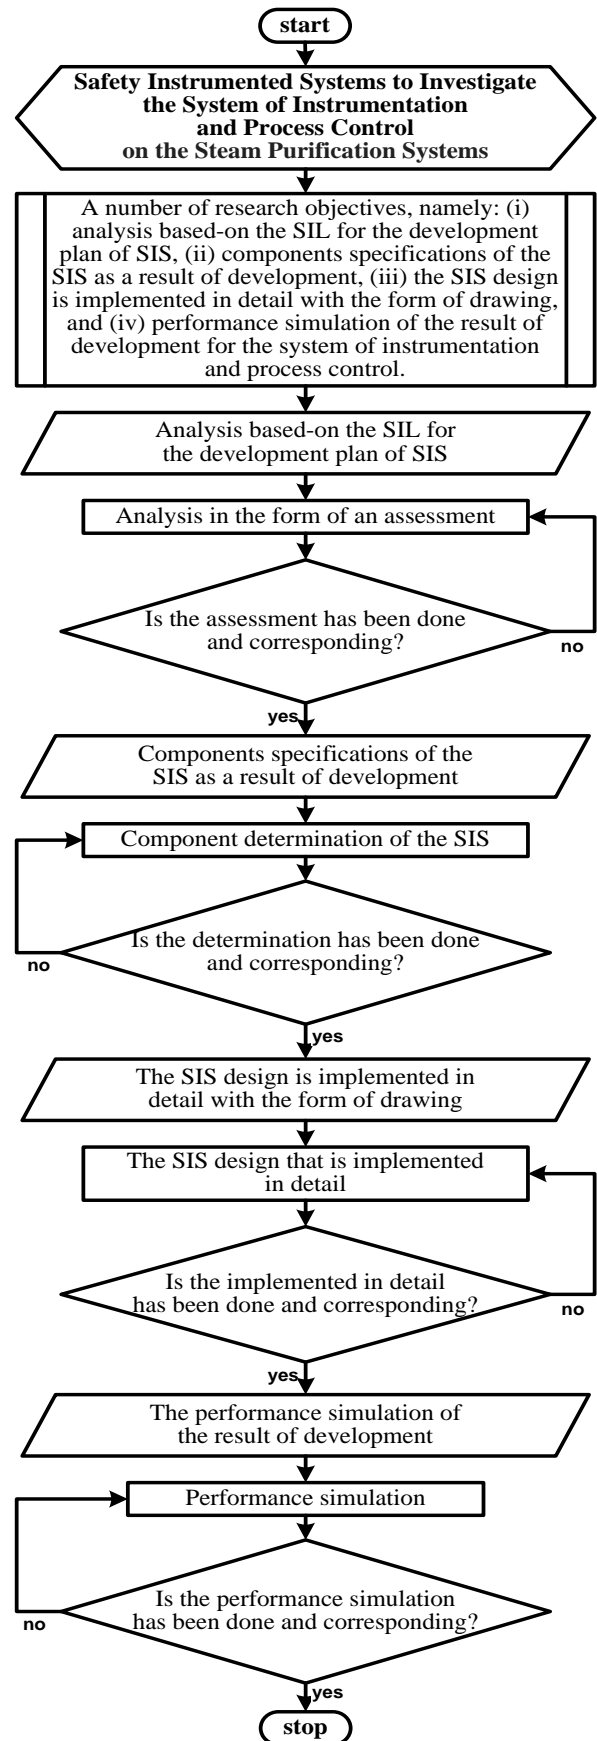 start
Safety Instrumented Systems to Investigate
the System of Instrumentation
and Process Control
on the Steam Purification Systems
A number of research objectives, namely: (i)
analysis based-on the SIL for the development
plan of SIS, (ii) components specifications of the
SIS as a result of development, (iii) the SIS design
is implemented in detail with the form of drawing,
and (iv) performance simulation of the result of
development for the system of instrumentation
and process control.
Analysis based-on the SIL for
the development plan of SIS
Analysis in the form of an assessment
Is the assessment has been done
and corresponding?
no
yes
Components specifications of the
SIS as a result of development
Component determination of the SIS
Is the determination has been done
and corresponding?
no
yes
The SIS design is implemented in
detail with the form of drawing
The SIS design that is implemented
in detail
Is the implemented in detail
has been done and corresponding?
no
yes
The performance simulation of
the result of development
Performance simulation
Is the performance simulation
has been done and corresponding?
no
yes
stop